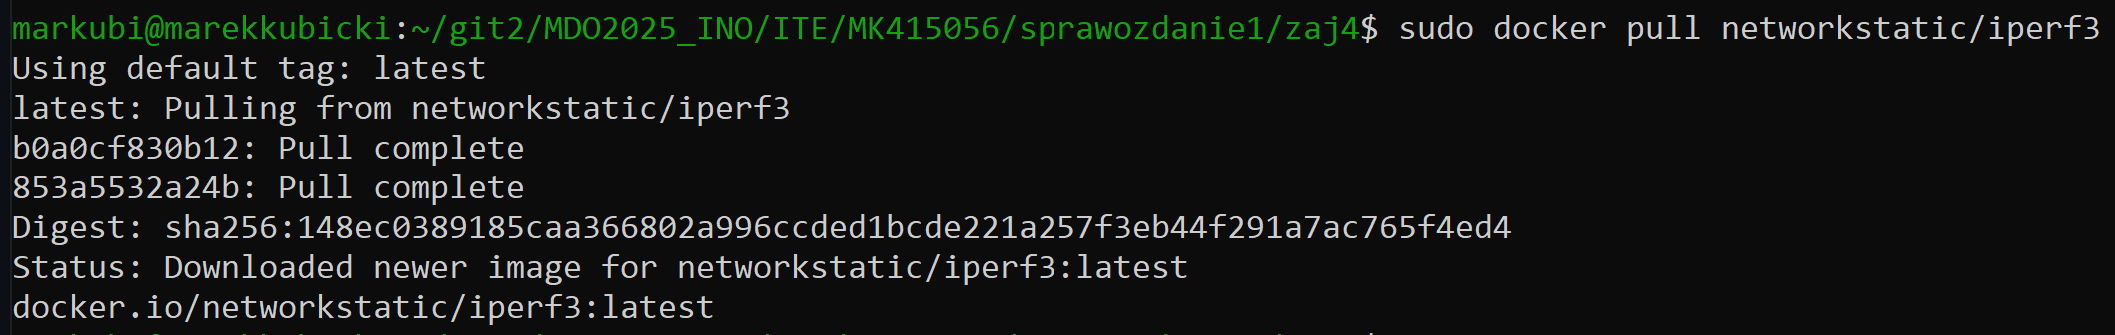 markubi@marekkubicki:~/git2/MDO2025_INO/ITE/MK415056/sprawozdanie1/zaj4$ sudo docker pull networkstatic/iperf3
Using default tag: latest
latest: Pulling from networkstatic/iperf3
b0a0cf830b12: Pull complete
853a5532a24b: Pull complete
Digest: sha256:148ec0389185caa366802a996ccded1bcde221a257f3eb44f291a7ac765f4ed4
Status: Downloaded newer image for networkstatic/iperf3:latest
docker.io/networkstatic/iperf3:latest